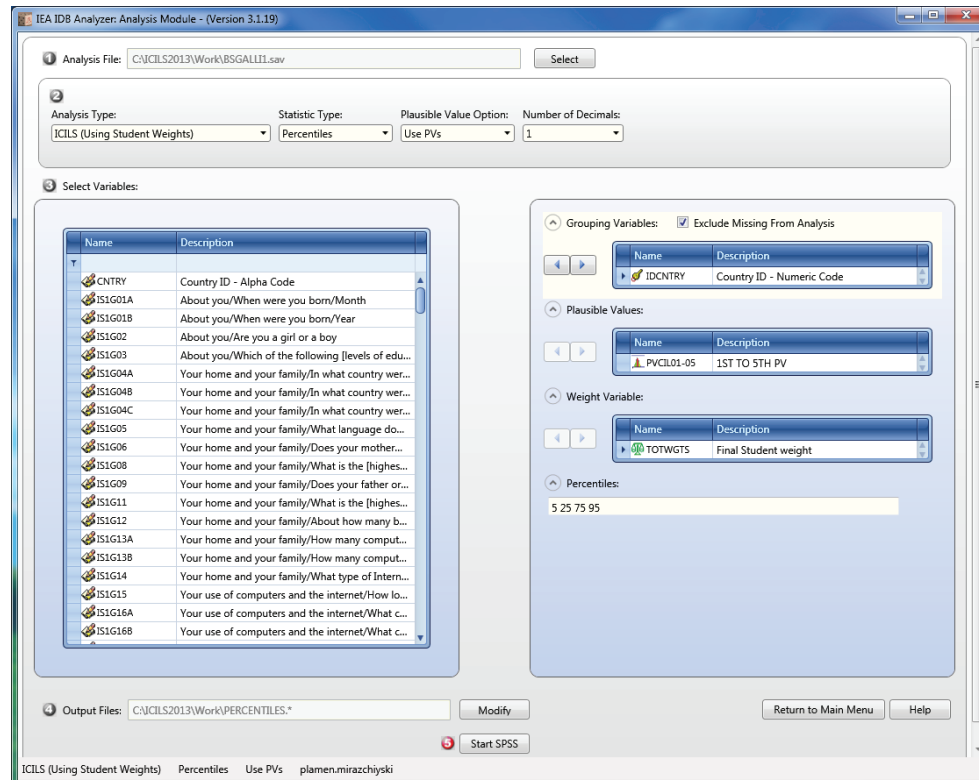 IEA IDB Analyzer: Analysis Module - (Version 3.1.19)
1 Analysis File: C:\ICILS2013\Work\BSGALLI1.sav Select
2
Analysis Type: Statistic Type: Plausible Value Option: Number of Decimals:
ICILS (Using Student Weights) Percentiles Use PVs 1
3 Select Variables:
Name Description
CNTRY Country ID - Alpha Code
IS1G01A About you/When were you born/Month
IS1G01B About you/When were you born/Year
IS1G02 About you/Are you a girl or a boy
IS1G03 About you/Which of the following [levels of edu...
IS1G04A Your home and your family/In what country wer...
IS1G04B Your home and your family/In what country wer...
IS1G04C Your home and your family/In what country wer...
IS1G05 Your home and your family/What language do...
IS1G06 Your home and your family/Does your mother...
IS1G08 Your home and your family/What is the [highes...
IS1G09 Your home and your family/Does your father or...
IS1G11 Your home and your family/What is the [highes...
IS1G12 Your home and your family/About how many b...
IS1G13A Your home and your family/How many comput...
IS1G13B Your home and your family/How many comput...
IS1G14 Your home and your family/What type of Intern...
IS1G15 Your use of computers and the internet/How lo...
IS1G16A Your use of computers and the internet/What c...
IS1G16B Your use of computers and the internet/What c...
Grouping Variables: Exclude Missing From Analysis
Name Description
IDCNTRY Country ID - Numeric Code
Plausible Values:
Name Description
PVCIL01-05 1ST TO 5TH PV
Weight Variable:
Name Description
TOTWGTS Final Student weight
Percentiles:
5 25 75 95
4 Output Files: C:\ICILS2013\Work\PERCENTILES.* Modify Return to Main Menu Help
5 Start SPSS
ICILS (Using Student Weights) Percentiles Use PVs plamen.mirazchiyski